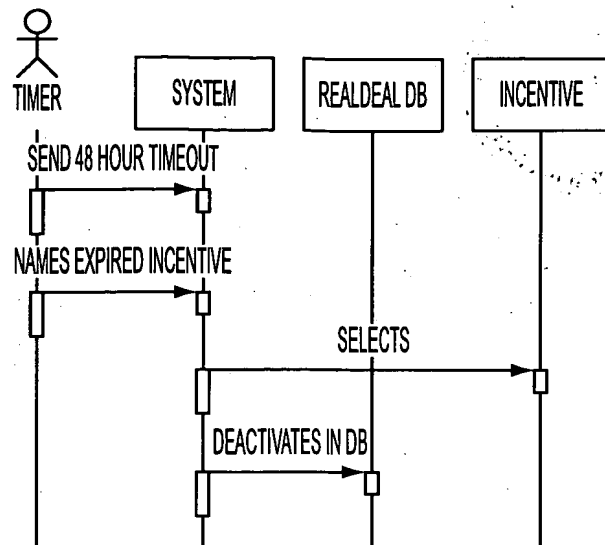 TIMER
SYSTEM
REALDEAL DB
INCENTIVE
SEND 48 HOUR TIMEOUT
NAMES EXPIRED INCENTIVE
SELECTS
DEACTIVATES IN DB